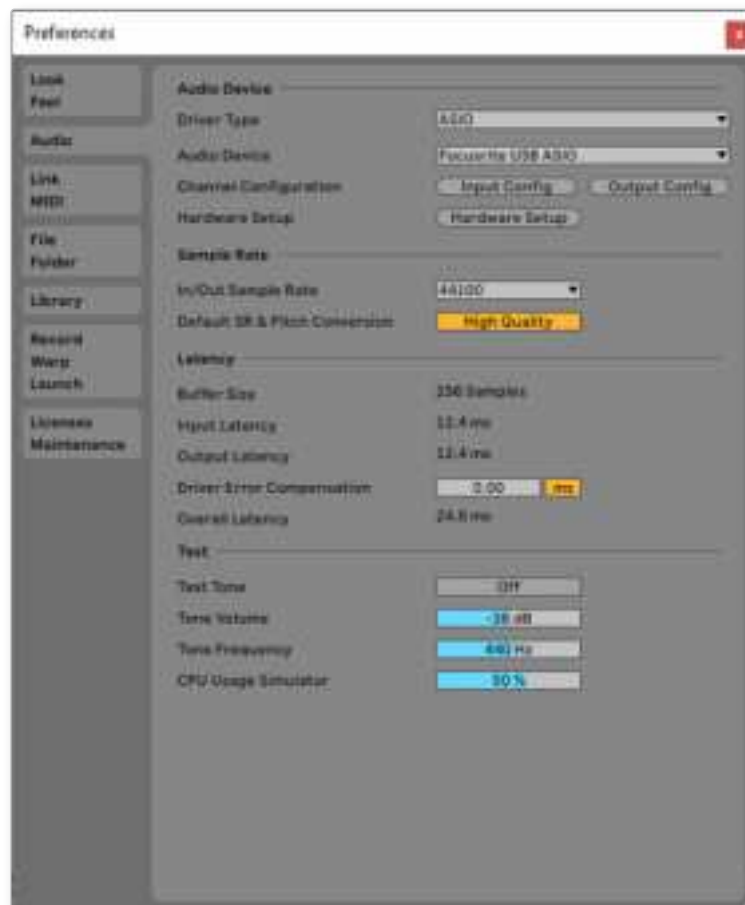 Preferences
Look
Feel
Audio
Link
MIDI
File
Folder
Library
Record
Warp
Launch
Licenses
Maintenance
Audio Device
Driver Type ASIO
Audio Device Focusrite USB ASIO
Channel Configuration Input Config Output Config
Hardware Setup Hardware Setup
Sample Rate
In/Out Sample Rate 44100
Default SR & Pitch Conversion High Quality
Latency
Buffer Size 256 Samples
Input Latency 12.4 ms
Output Latency 12.4 ms
Driver Error Compensation 0.00 ms
Overall Latency 24.8 ms
Test
Test Tone Off
Tone Volume -36 dB
Tone Frequency 440 Hz
CPU Usage Simulator 50 %